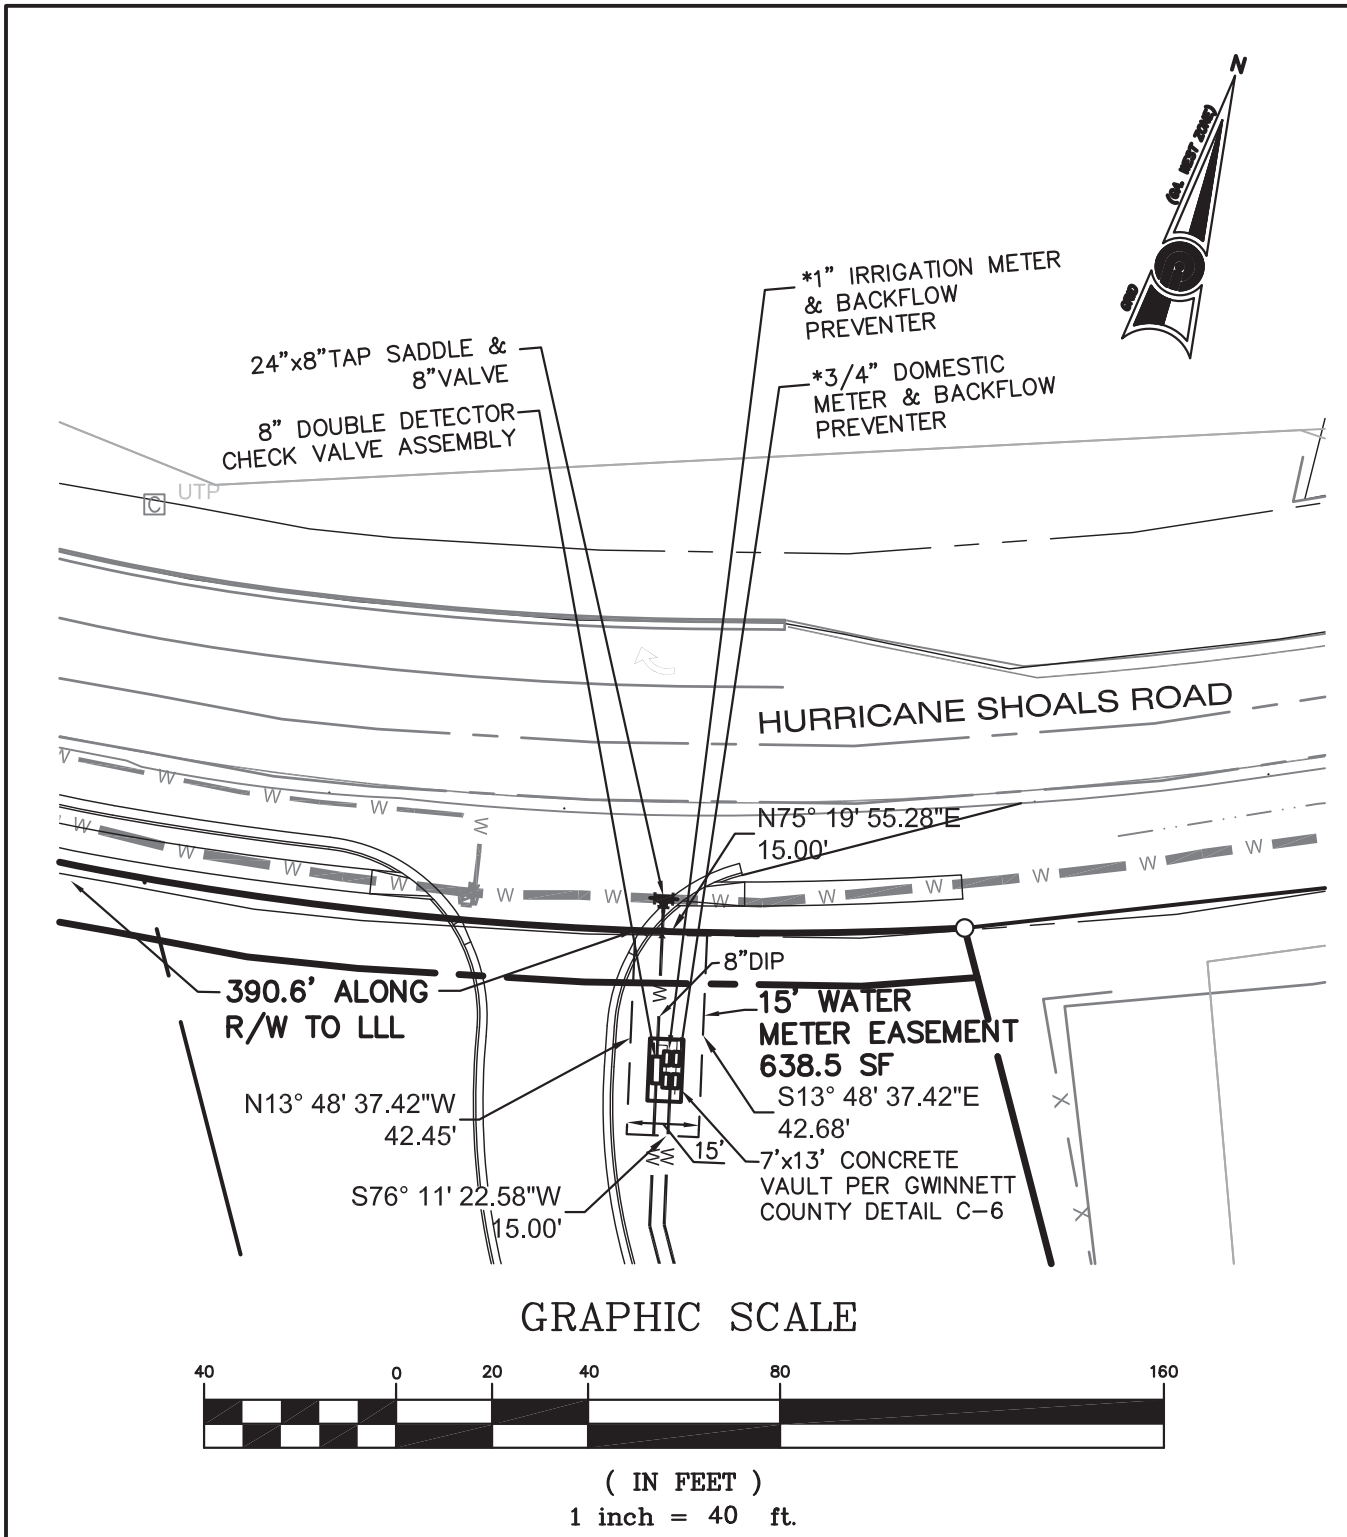 N
(GA. WEST ZONE)
GRID
*1" IRRIGATION METER
& BACKFLOW
PREVENTER
24"x8"TAP SADDLE &
8"VALVE
*3/4" DOMESTIC
METER & BACKFLOW
PREVENTER
8" DOUBLE DETECTOR
CHECK VALVE ASSEMBLY
UTP
C
HURRICANE SHOALS ROAD
W W W W
W
N75° 19' 55.28"E
15.00'
W W W W W W W W W W W
8"DIP
390.6' ALONG
R/W TO LLL
15' WATER
METER EASEMENT
638.5 SF
W
N13° 48' 37.42"W
42.45'
S13° 48' 37.42"E
42.68'
X
15'
W W
7'x13' CONCRETE
VAULT PER GWINNETT
COUNTY DETAIL C-6
S76° 11' 22.58"W
15.00'
X
GRAPHIC SCALE
40 0 20 40 80 160
( IN FEET )
1 inch = 40 ft.